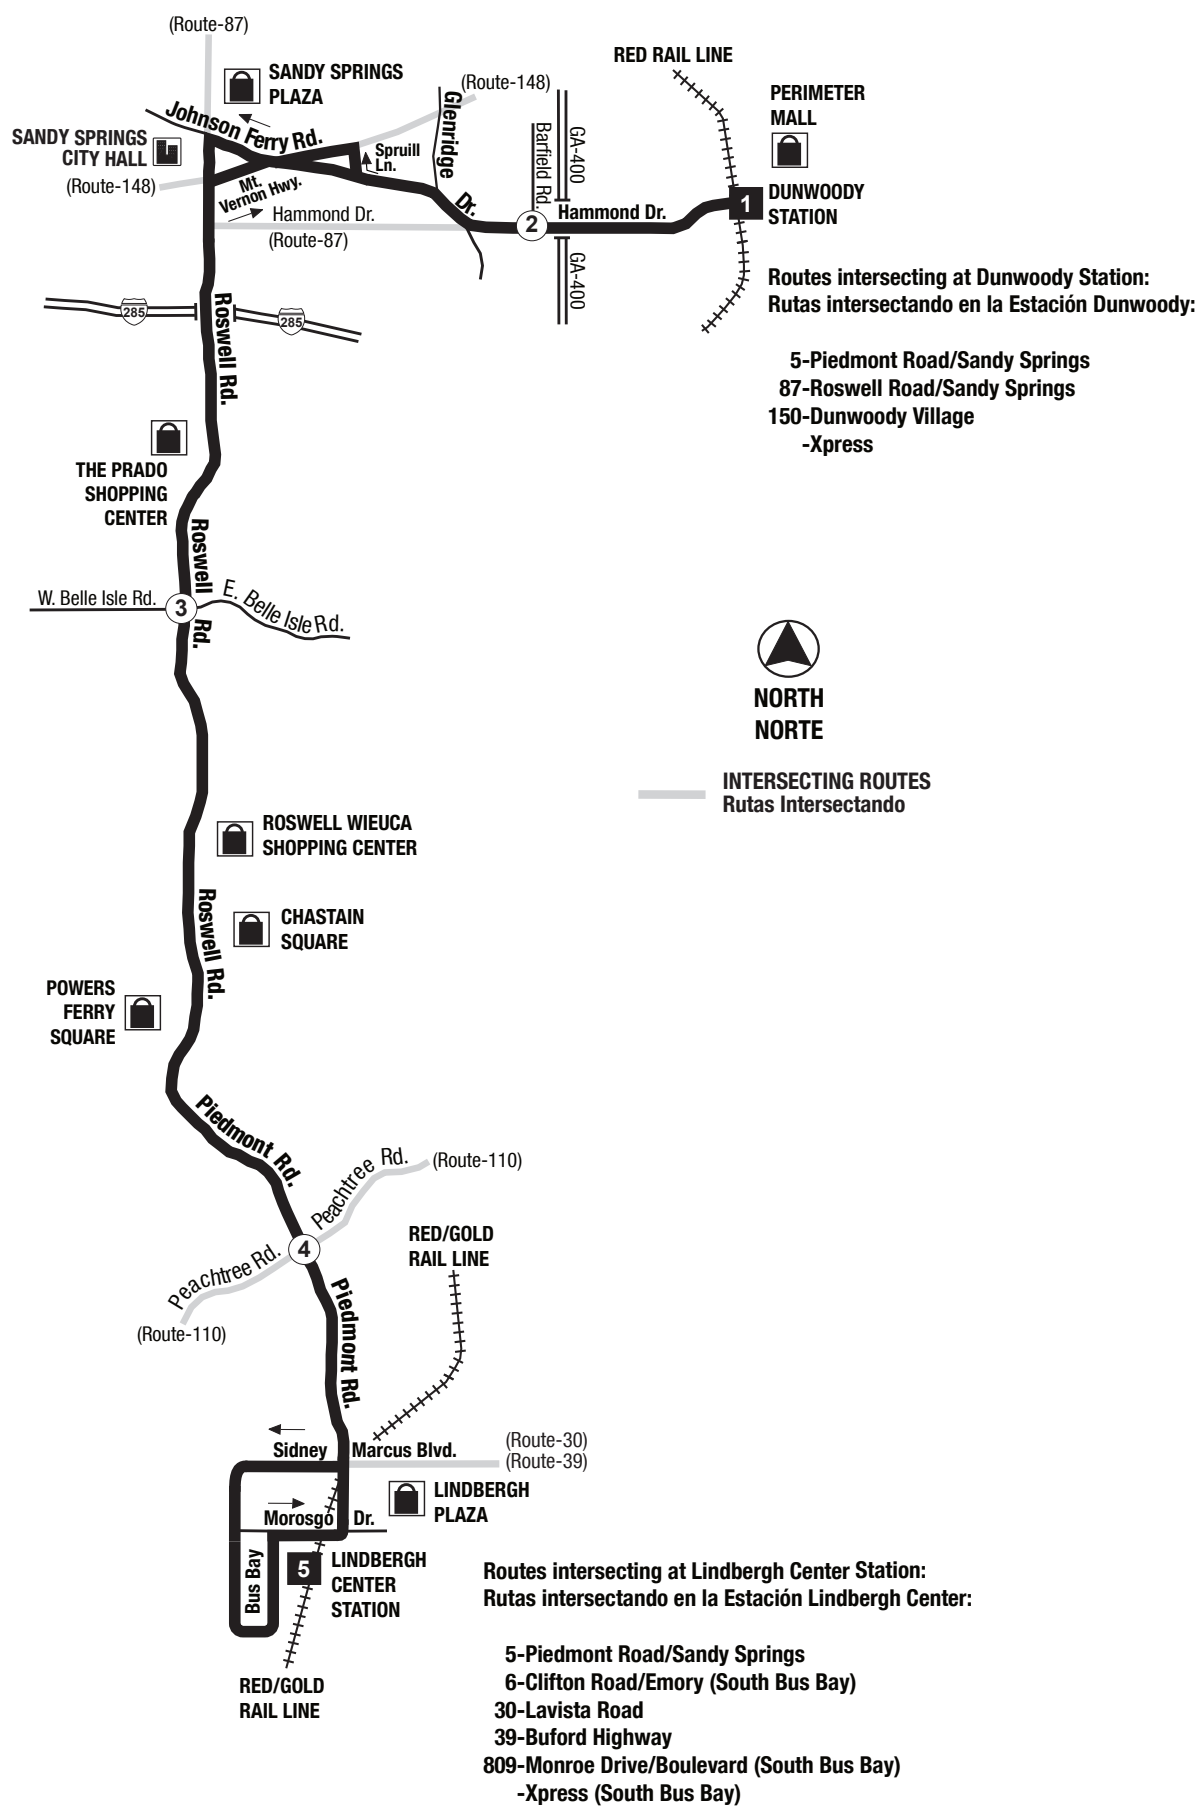 (Route-87)
RED RAIL LINE
SANDY SPRINGS
PLAZA
(Route-148)
PERIMETER
MALL
Johnson Ferry Rd.
Glenridge
Dr.
Barfield Rd.
GA-400
SANDY SPRINGS
CITY HALL
Spruill
Ln.
(Route-148)
Mt.
Vernon Hwy.
1
DUNWOODY
STATION
Hammond Dr.
(Route-87)
2
Hammond Dr.
GA-400
Routes intersecting at Dunwoody Station:
Rutas intersectando en la Estación Dunwoody:
5-Piedmont Road/Sandy Springs
87-Roswell Road/Sandy Springs
150-Dunwoody Village
-Xpress
285
285
Roswell Rd.
THE PRADO
SHOPPING
CENTER
Roswell
Rd.
W. Belle Isle Rd.
3
E. Belle Isle Rd.
NORTH
NORTE
INTERSECTING ROUTES
Rutas Intersectando
ROSWELL WIEUCA
SHOPPING CENTER
Roswell Rd.
CHASTAIN
SQUARE
POWERS
FERRY
SQUARE
Piedmont Rd.
Peachtree Rd.
(Route-110)
4
Peachtree Rd.
(Route-110)
RED/GOLD
RAIL LINE
Piedmont Rd.
Sidney Marcus Blvd.
(Route-30)
(Route-39)
LINDBERGH
PLAZA
Morosgo Dr.
Bus Bay
5
LINDBERGH
CENTER
STATION
RED/GOLD
RAIL LINE
Routes intersecting at Lindbergh Center Station:
Rutas intersectando en la Estación Lindbergh Center:
5-Piedmont Road/Sandy Springs
6-Clifton Road/Emory (South Bus Bay)
30-Lavista Road
39-Buford Highway
809-Monroe Drive/Boulevard (South Bus Bay)
-Xpress (South Bus Bay)